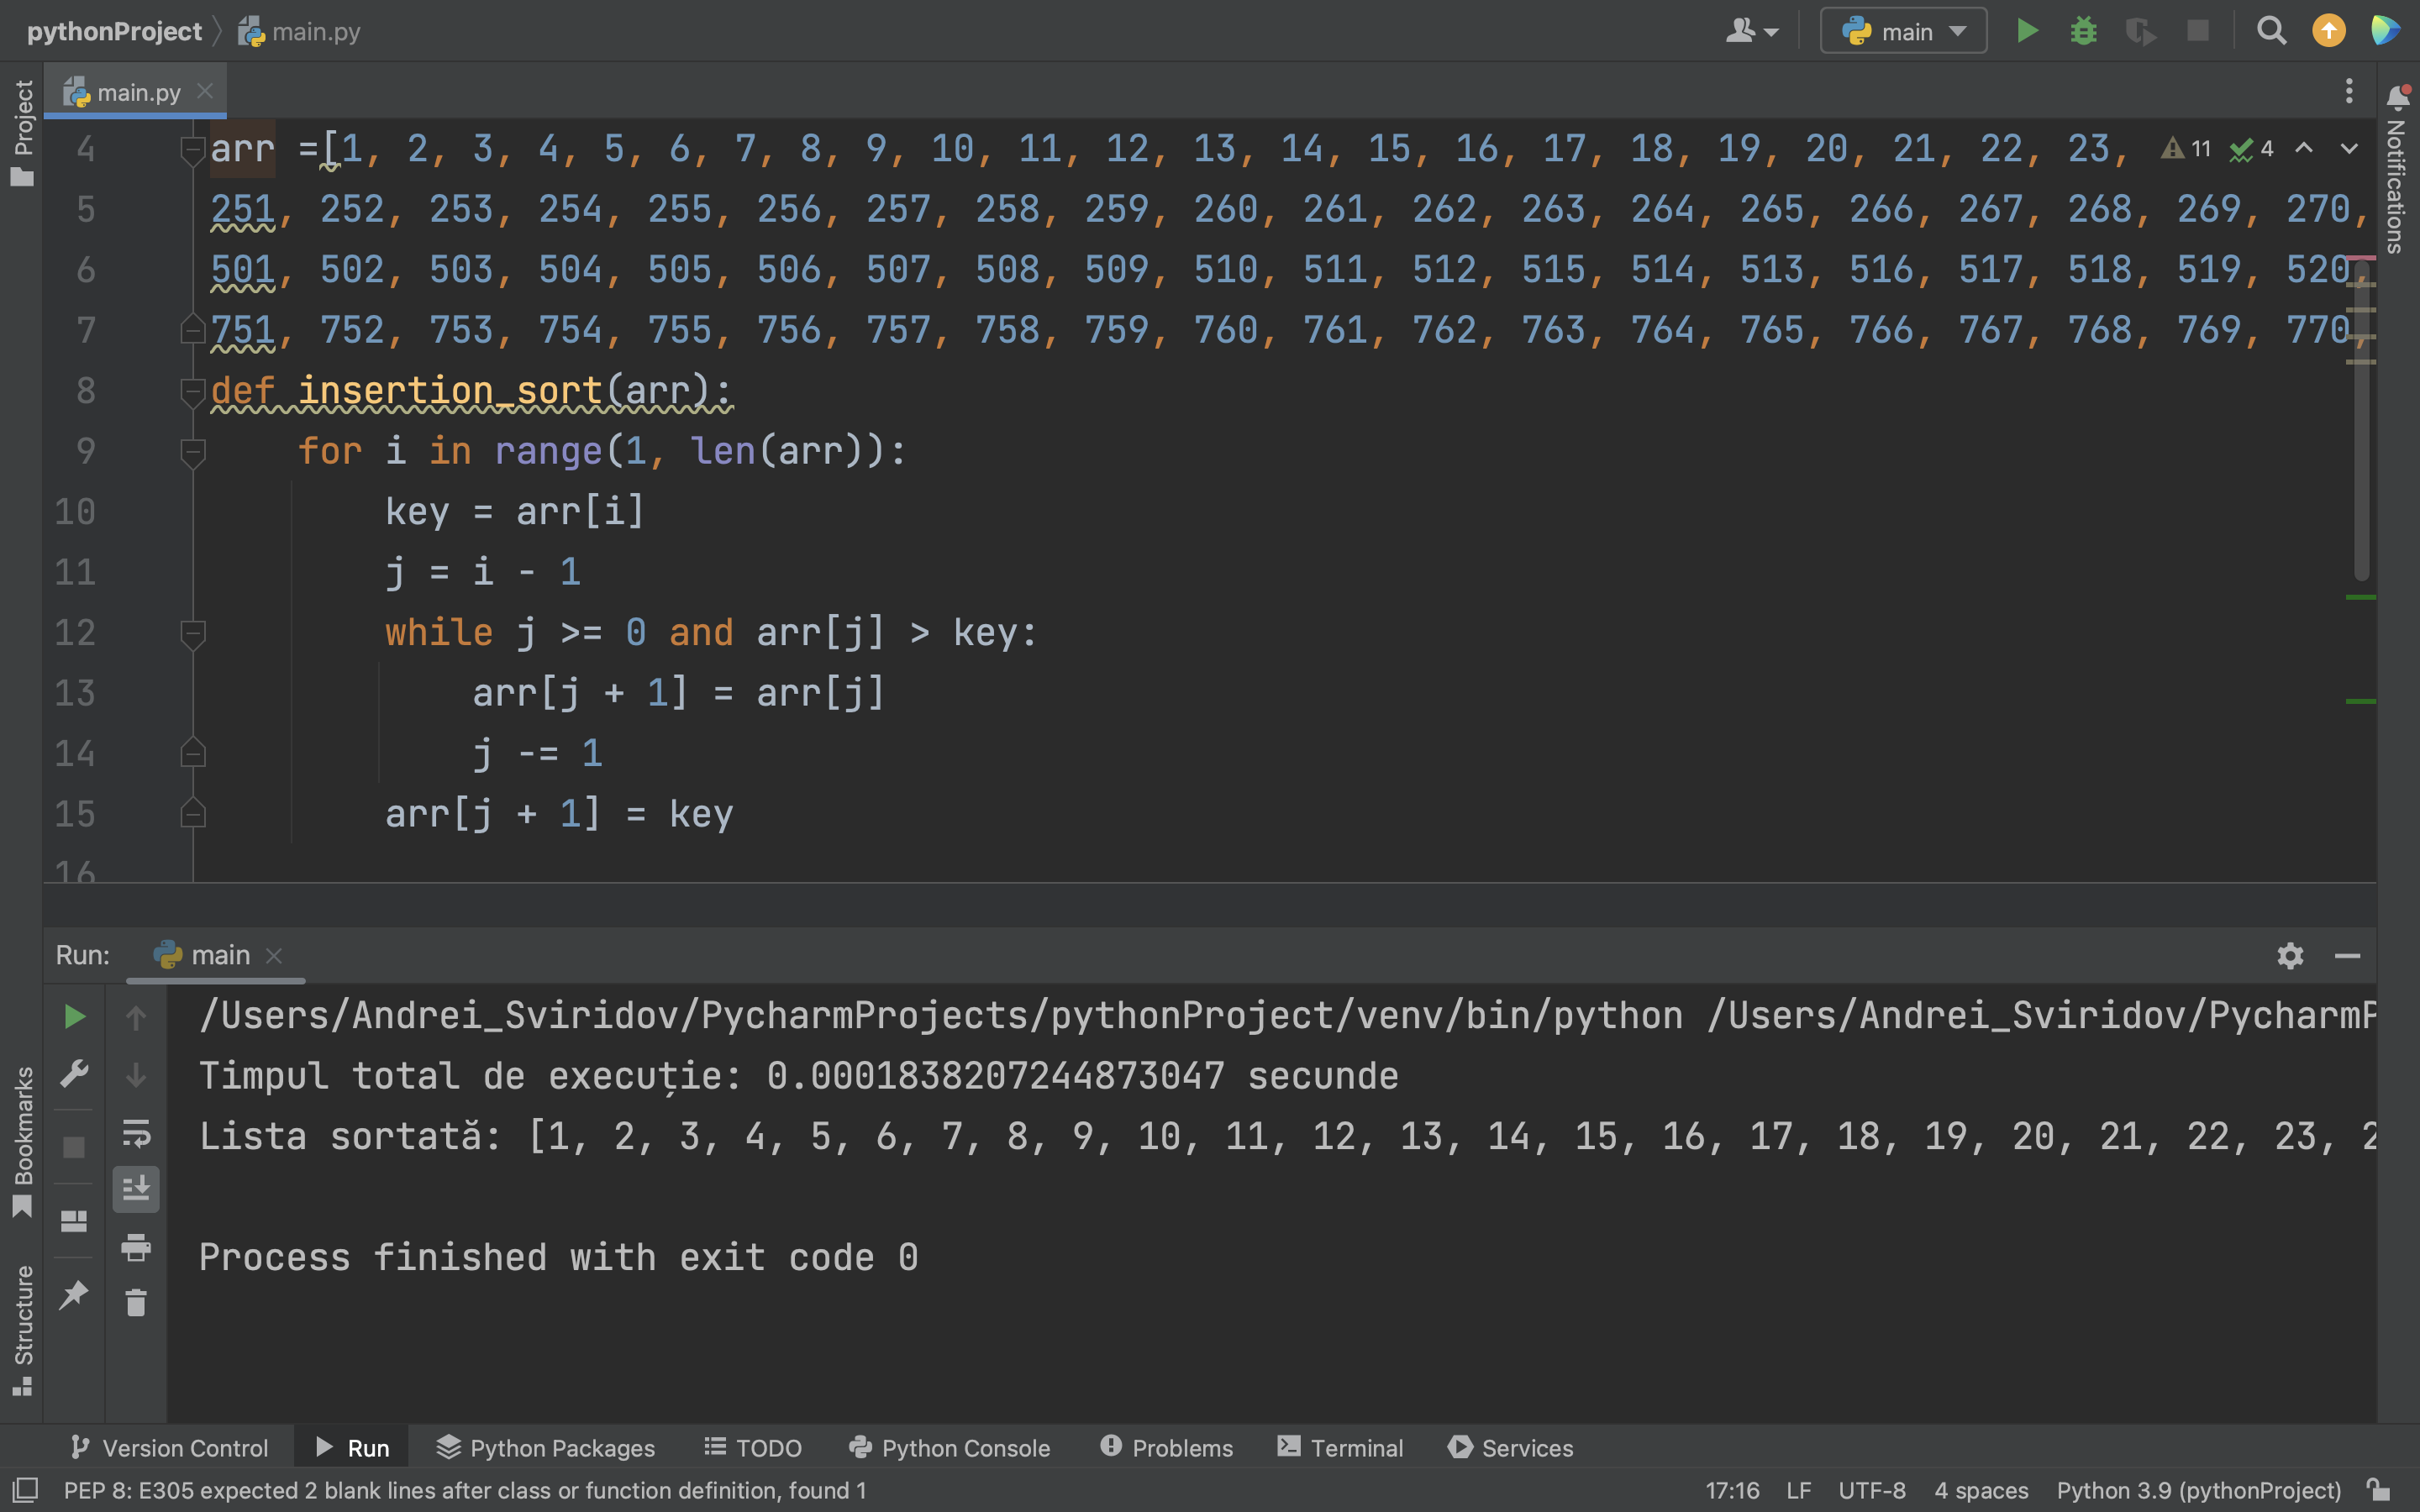 pythonProject
main.py
main
main.py
11
4
Project
Notifications
4 arr =[1, 2, 3, 4, 5, 6, 7, 8, 9, 10, 11, 12, 13, 14, 15, 16, 17, 18, 19, 20, 21, 22, 23,
5 251, 252, 253, 254, 255, 256, 257, 258, 259, 260, 261, 262, 263, 264, 265, 266, 267, 268, 269, 270,
6 501, 502, 503, 504, 505, 506, 507, 508, 509, 510, 511, 512, 515, 514, 513, 516, 517, 518, 519, 520,
7 751, 752, 753, 754, 755, 756, 757, 758, 759, 760, 761, 762, 763, 764, 765, 766, 767, 768, 769, 770,
8 def insertion_sort(arr):
9 for i in range(1, len(arr)):
10 key = arr[i]
11 j = i - 1
12 while j >= 0 and arr[j] > key:
13 arr[j + 1] = arr[j]
14 j -= 1
15 arr[j + 1] = key
16
Run:
main
/Users/Andrei_Sviridov/PycharmProjects/pythonProject/venv/bin/python /Users/Andrei_Sviridov/PycharmP
Timpul total de execuție: 0.0001838207244873047 secunde
Lista sortată: [1, 2, 3, 4, 5, 6, 7, 8, 9, 10, 11, 12, 13, 14, 15, 16, 17, 18, 19, 20, 21, 22, 23, 2
Process finished with exit code 0
Bookmarks
Structure
Version Control
Run
Python Packages
TODO
Python Console
Problems
Terminal
Services
PEP 8: E305 expected 2 blank lines after class or function definition, found 1
17:16
LF
UTF-8
4 spaces
Python 3.9 (pythonProject)